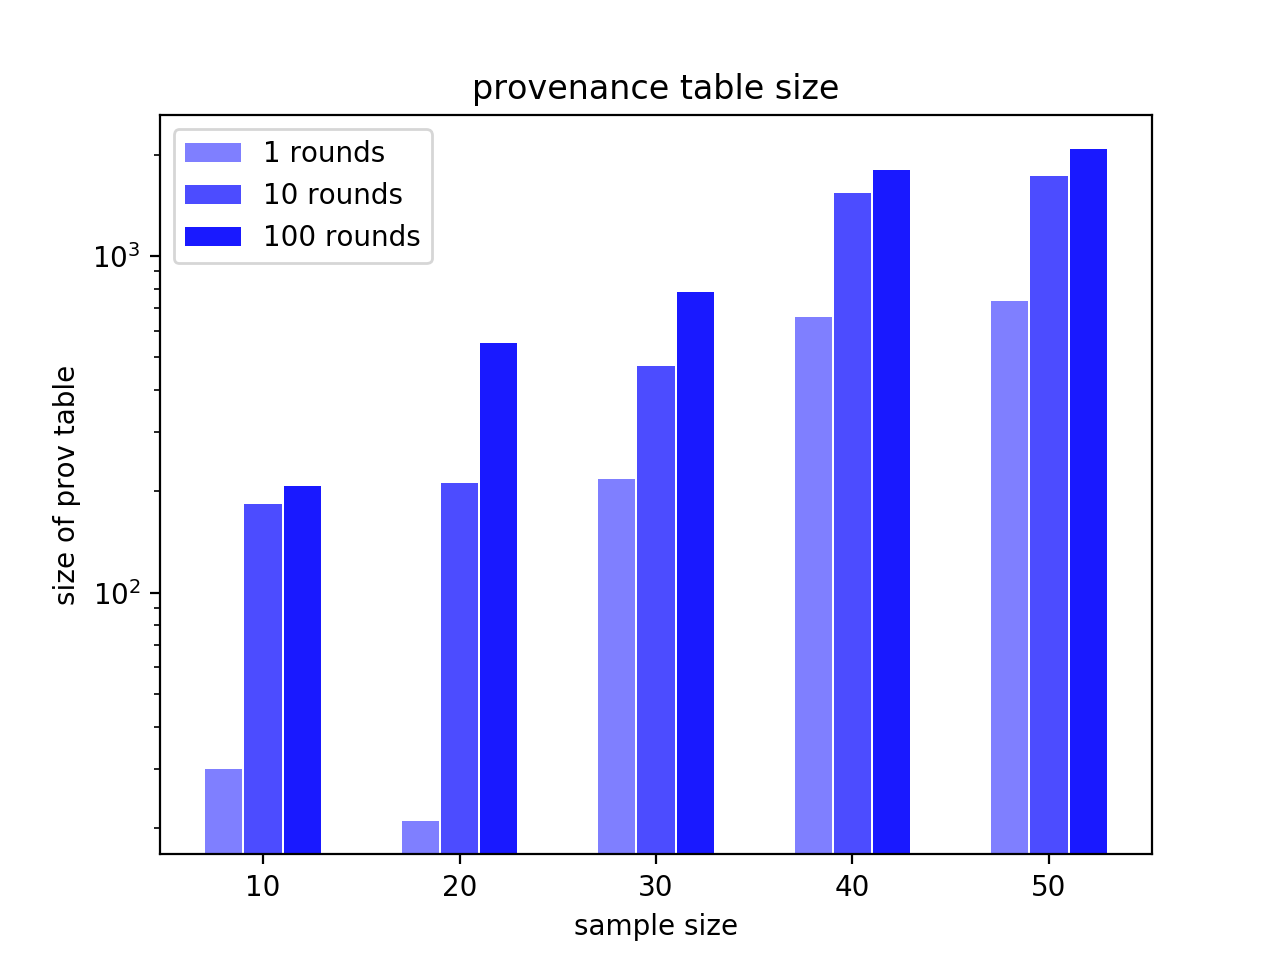 provenance table size
1 rounds
10 rounds
100 rounds
10³
10²
size of prov table
10 20 30 40 50
sample size